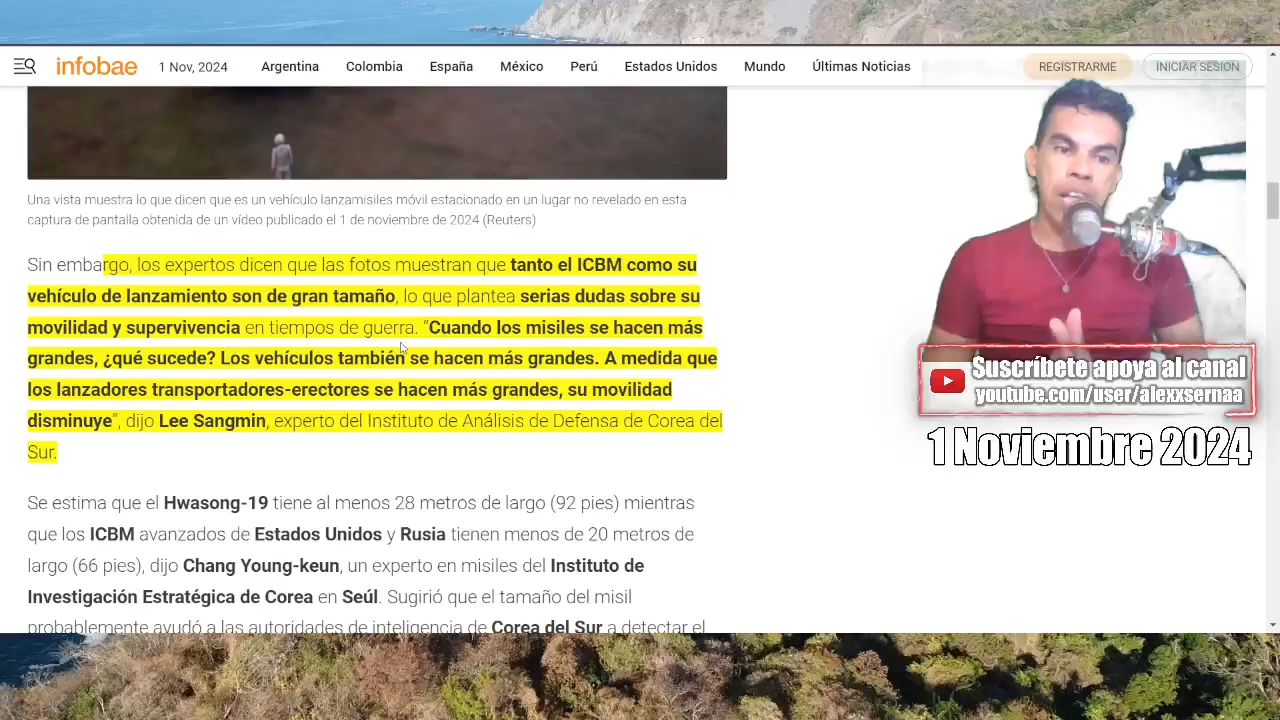 infobae
1 Nov, 2024
Argentina
Colombia
España
México
Perú
Estados Unidos
Mundo
Últimas Noticias
REGISTRARME
INICIAR SESION
Una vista muestra lo que dicen que es un vehículo lanzamisiles móvil estacionado en un lugar no revelado en esta
captura de pantalla obtenida de un vídeo publicado el 1 de noviembre de 2024 (Reuters)
Sin embargo, los expertos dicen que las fotos muestran que tanto el ICBM como su
vehículo de lanzamiento son de gran tamaño, lo que plantea serias dudas sobre su
movilidad y supervivencia en tiempos de guerra. “Cuando los misiles se hacen más
grandes, ¿qué sucede? Los vehículos también se hacen más grandes. A medida que
los lanzadores transportadores-erectores se hacen más grandes, su movilidad
disminuye”, dijo Lee Sangmin, experto del Instituto de Análisis de Defensa de Corea del
Sur.
Se estima que el Hwasong-19 tiene al menos 28 metros de largo (92 pies) mientras
que los ICBM avanzados de Estados Unidos y Rusia tienen menos de 20 metros de
largo (66 pies), dijo Chang Young-keun, un experto en misiles del Instituto de
Investigación Estratégica de Corea en Seúl. Sugirió que el tamaño del misil
probablemente ayudó a las autoridades de inteligencia de Corea del Sur a detectar el
Suscríbete apoya al canal
youtube.com/user/alexxsernaa
1 Noviembre 2024